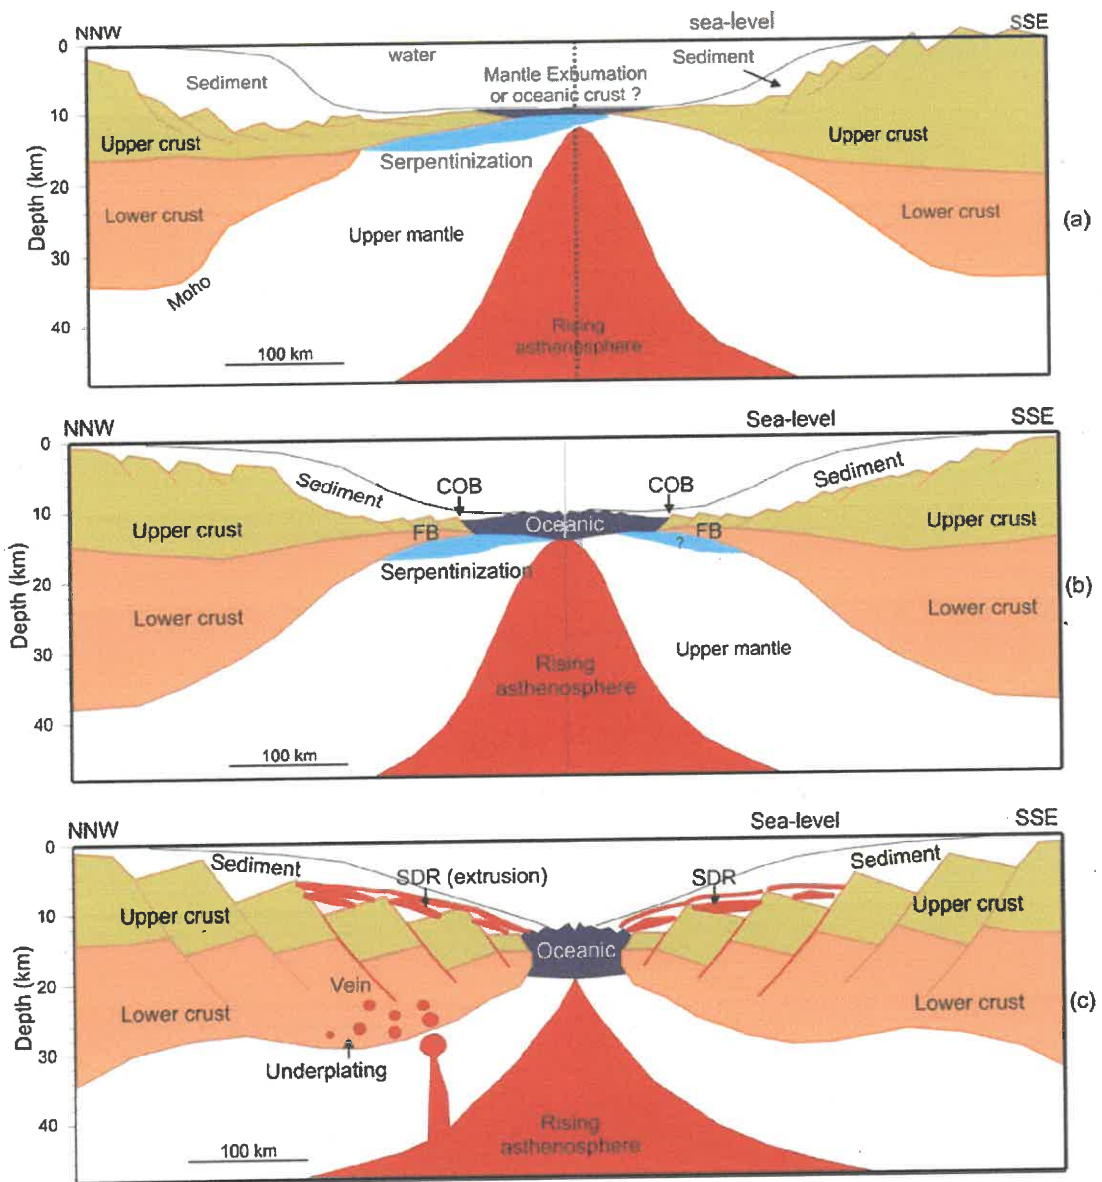 NNW
sea-level
SSE
0
water
Sediment
Sediment
Mantle Exhumation
or oceanic crust ?
10
Upper crust
Upper crust
Serpentinization
20
Depth (km)
Lower crust
Lower crust
(a)
Upper mantle
30
Moho
40
Rising
asthenosphere
100 km
NNW
Sea-level
SSE
0
Sediment
COB
COB
Sediment
10
Upper crust
FB
Oceanic
FB
Upper crust
?
Serpentinization
20
Depth (km)
(b)
Lower crust
Lower crust
30
Upper mantle
Rising
asthenosphere
40
100 km
NNW
Sea-level
SSE
0
Sediment
SDR (extrusion)
SDR
Sediment
10
Upper crust
Upper crust
Oceanic
20
Vein
Depth (km)
Lower crust
Lower crust
(c)
30
Underplating
40
Rising
asthenosphere
100 km